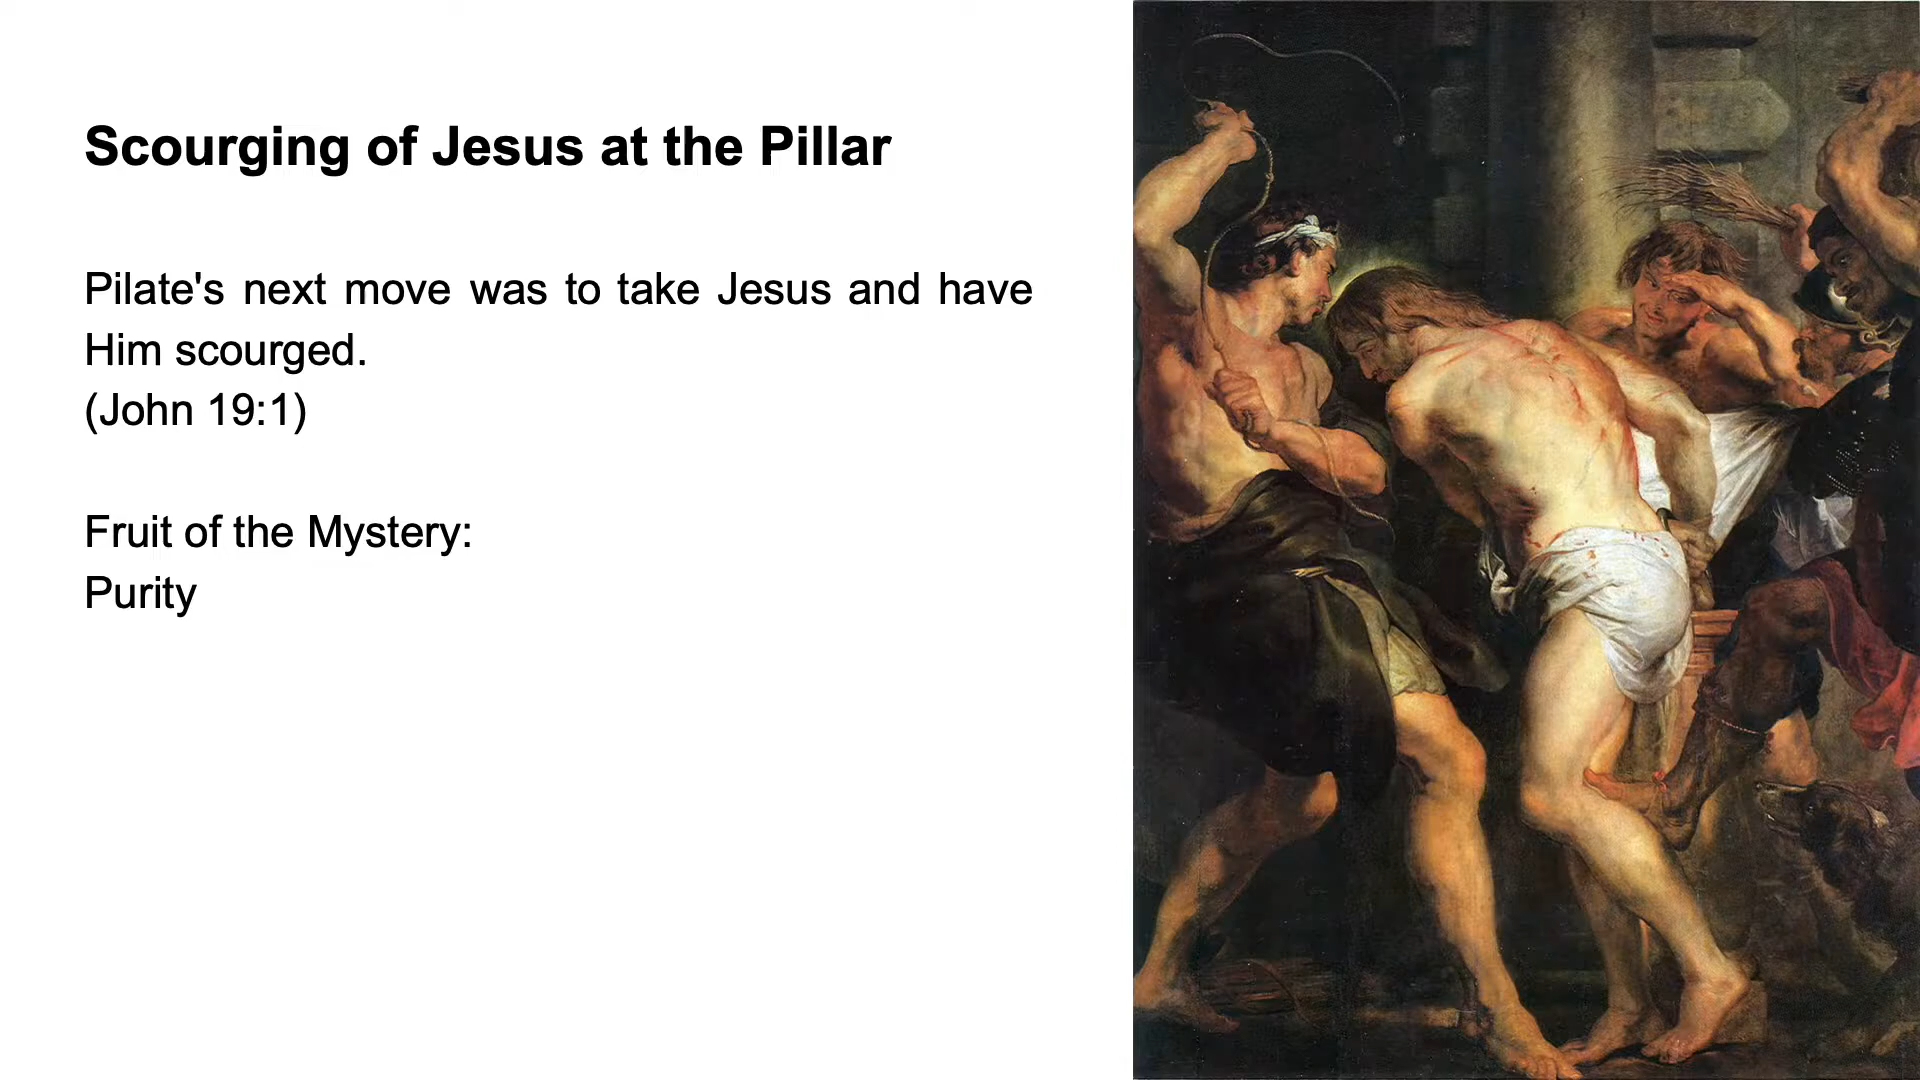 Scourging of Jesus at the Pillar
Pilate's next move was to take Jesus and have
Him scourged.
(John 19:1)
Fruit of the Mystery:
Purity